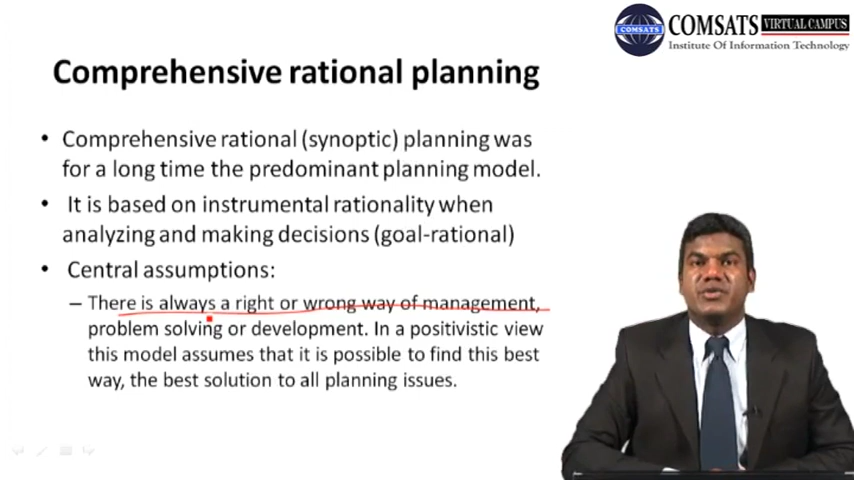 COMSATS VIRTUAL CAMPUS
COMSATS
Institute Of Information Technology
Comprehensive rational planning
• Comprehensive rational (synoptic) planning was
for a long time the predominant planning model.
• It is based on instrumental rationality when
analyzing and making decisions (goal-rational)
• Central assumptions:
– There is always a right or wrong way of management,
problem solving or development. In a positivistic view
this model assumes that it is possible to find this best
way, the best solution to all planning issues.